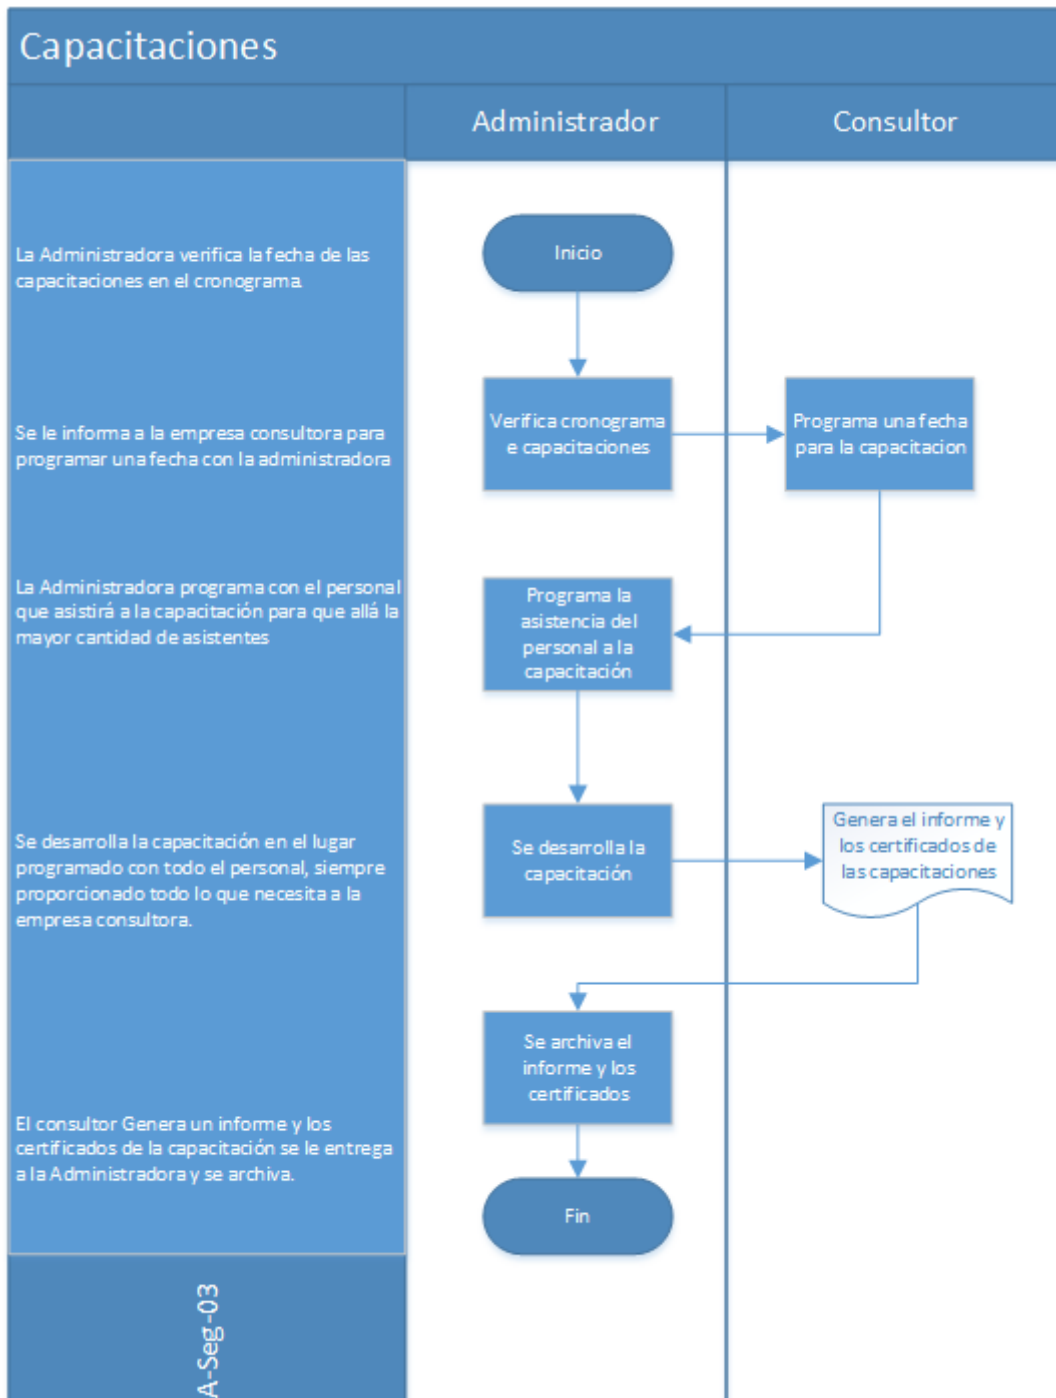 Capacitaciones
Administrador
Consultor
La Administradora verifica la fecha de las
capacitaciones en el cronograma.
Inicio
Se le informa a la empresa consultora para
programar una fecha con la administradora
Verifica cronograma
e capacitaciones
Programa una fecha
para la capacitacion
La Administradora programa con el personal
que asistirá a la capacitación para que allá la
mayor cantidad de asistentes
Programa la
asistencia del
personal a la
capacitación
Se desarrolla la capacitación en el lugar
programado con todo el personal, siempre
proporcionado todo lo que necesita a la
empresa consultora.
Se desarrolla la
capacitación
Genera el informe y
los certificados de
las capacitaciones
Se archiva el
informe y los
certificados
El consultor Genera un informe y los
certificados de la capacitación se le entrega
a la Administradora y se archiva.
Fin
A-Seg-03